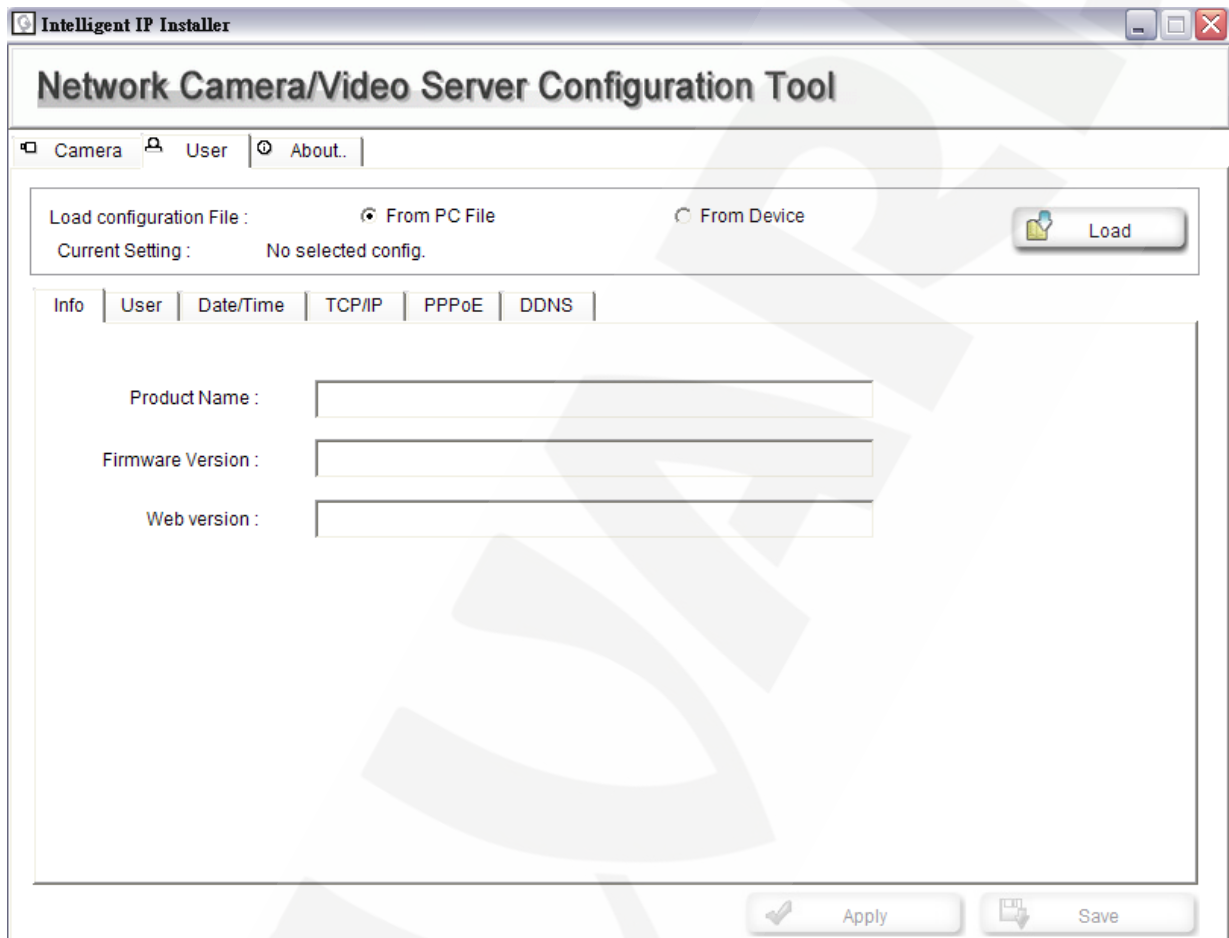 Intelligent IP Installer
Network Camera/Video Server Configuration Tool
Camera User About..
Load configuration File : From PC File From Device Load
Current Setting : No selected config.
Info User Date/Time TCP/IP PPPoE DDNS
Product Name :
Firmware Version :
Web version :
Apply Save